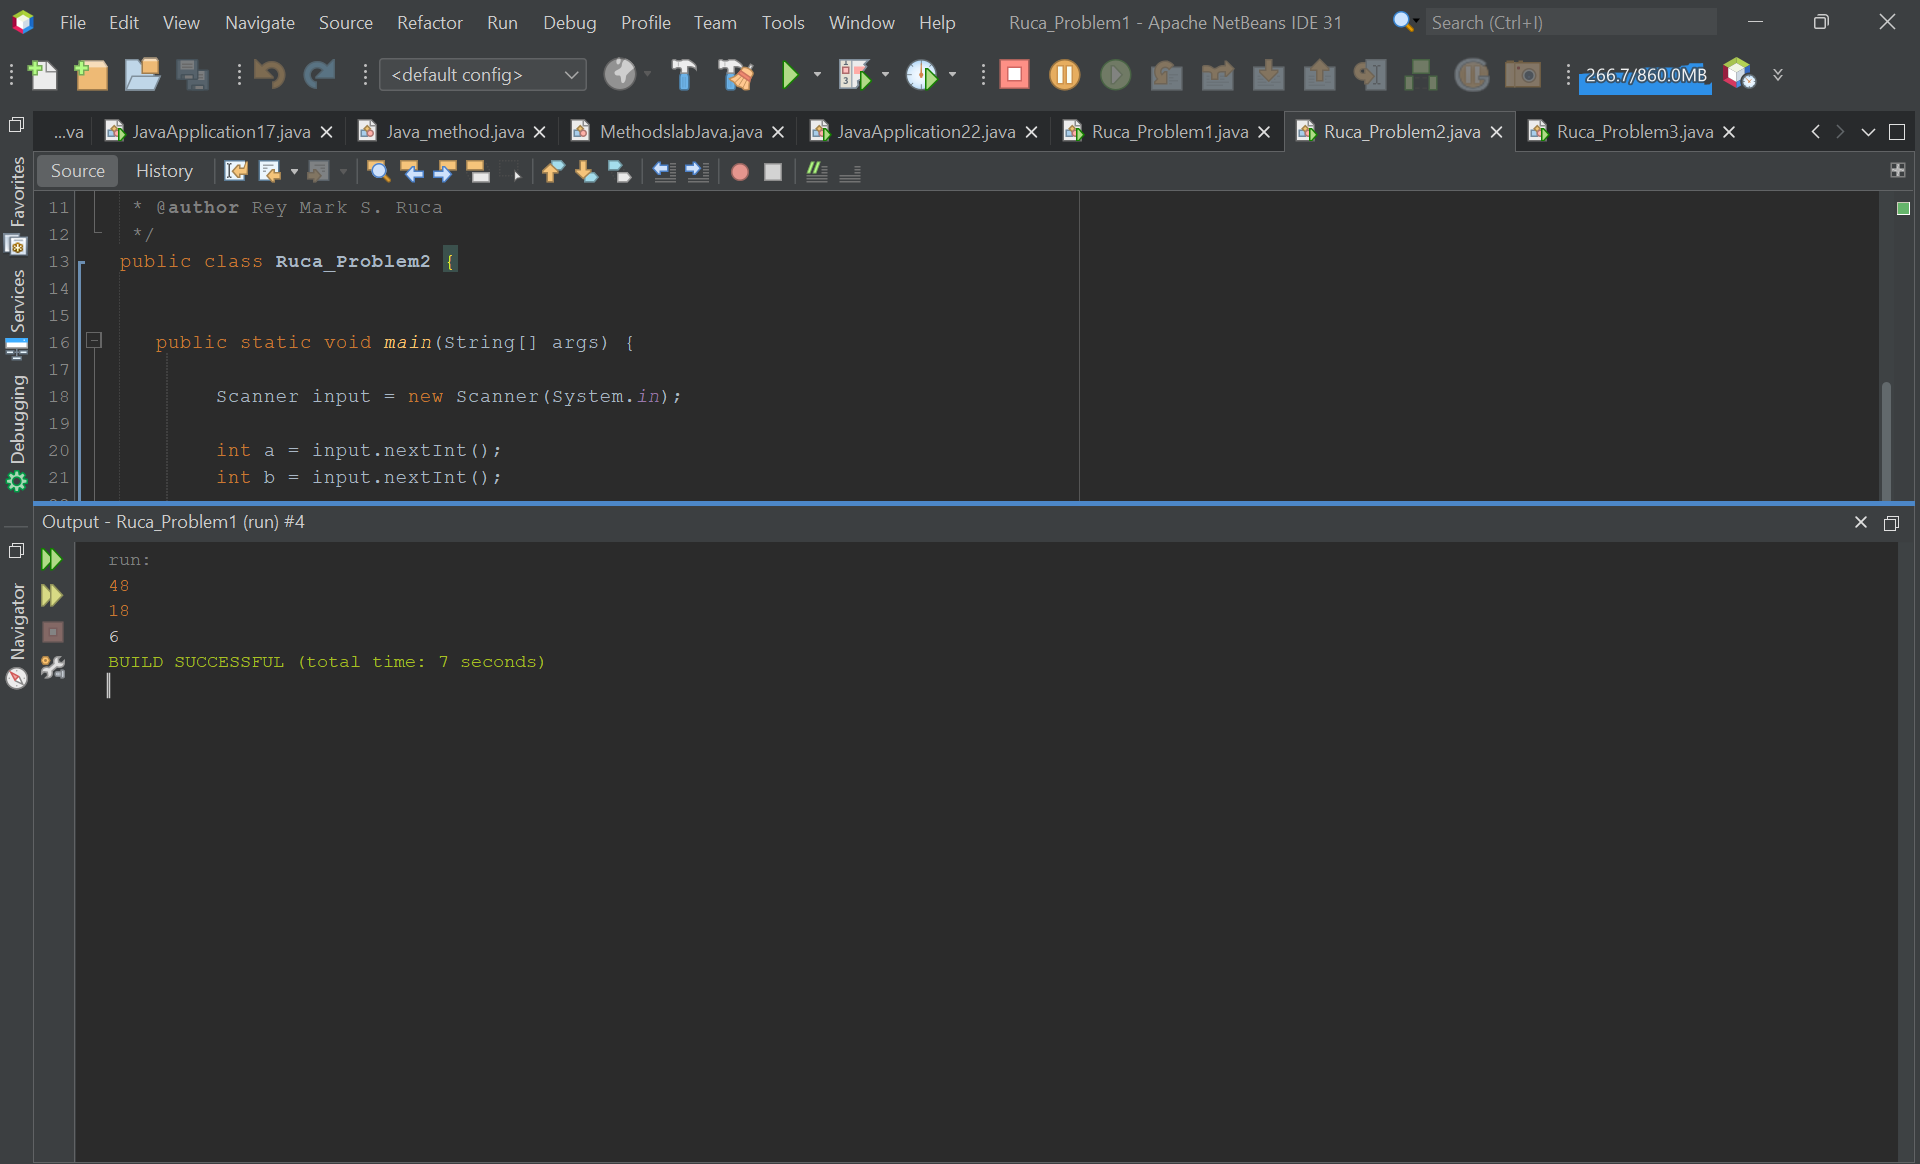 File Edit View Navigate Source Refactor Run Debug Profile Team Tools Window Help Ruca_Problem1 - Apache NetBeans IDE 31 Search (Ctrl+I)
<default config> 266.7/860.0MB
...va JavaApplication17.java Java_method.java MethodslabJava.java JavaApplication22.java Ruca_Problem1.java Ruca_Problem2.java Ruca_Problem3.java
Source History
Favorites
Services
Debugging
Navigator
11 * @author Rey Mark S. Ruca
12 */
13 public class Ruca_Problem2 {
14
15
16 public static void main(String[] args) {
17
18 Scanner input = new Scanner(System.in);
19
20 int a = input.nextInt();
21 int b = input.nextInt();
Output - Ruca_Problem1 (run) #4
run:
48
18
6
BUILD SUCCESSFUL (total time: 7 seconds)